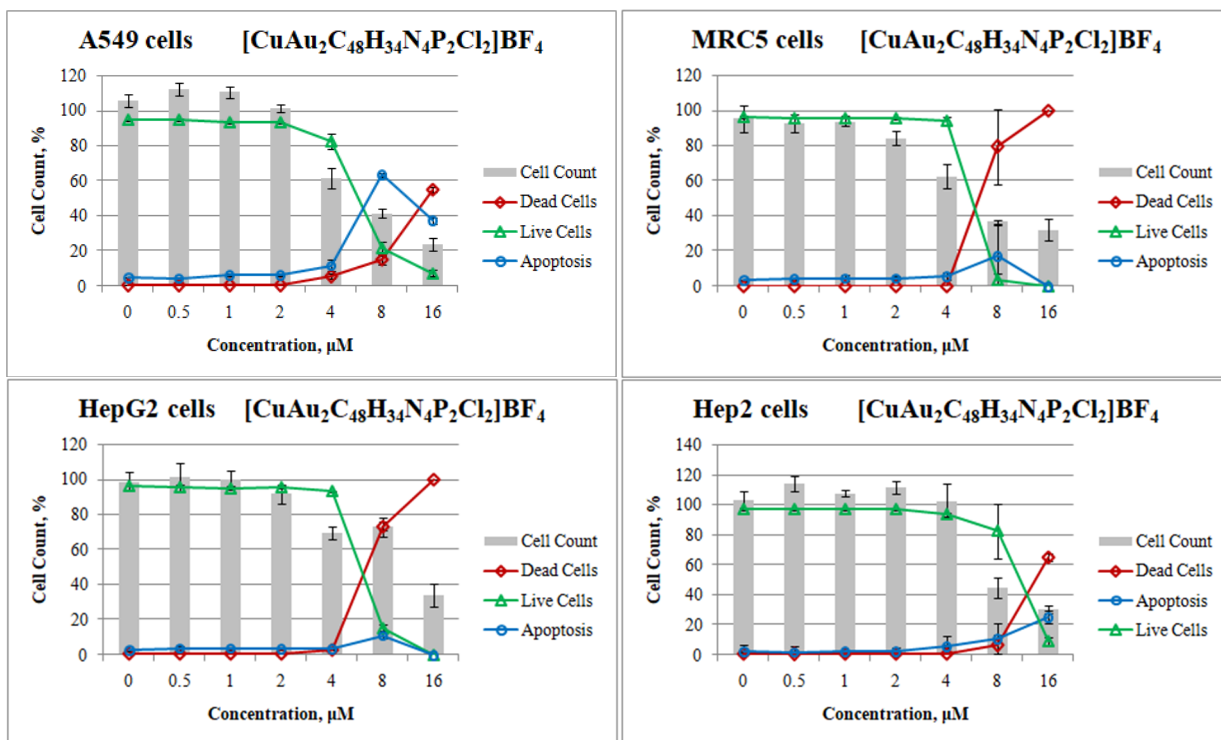 A549 cells [CuAu₂C₄₈H₃₄N₄P₂Cl₂]BF₄
120
100
80
60
40
20
0
Cell Count, %
0 0.5 1 2 4 8 16
Concentration, µM
Cell Count
Dead Cells
Live Cells
Apoptosis
MRC5 cells [CuAu₂C₄₈H₃₄N₄P₂Cl₂]BF₄
120
100
80
60
40
20
0
Cell Count, %
0 0.5 1 2 4 8 16
Concentration, µM
Cell Count
Dead Cells
Live Cells
Apoptosis
HepG2 cells [CuAu₂C₄₈H₃₄N₄P₂Cl₂]BF₄
120
100
80
60
40
20
0
Cell Count, %
0 0.5 1 2 4 8 16
Concentration, µM
Cell Count
Dead Cells
Live Cells
Apoptosis
Hep2 cells [CuAu₂C₄₈H₃₄N₄P₂Cl₂]BF₄
140
120
100
80
60
40
20
0
Cell Count, %
0 0.5 1 2 4 8 16
Concentration, µM
Cell Count
Dead Cells
Apoptosis
Live Cells